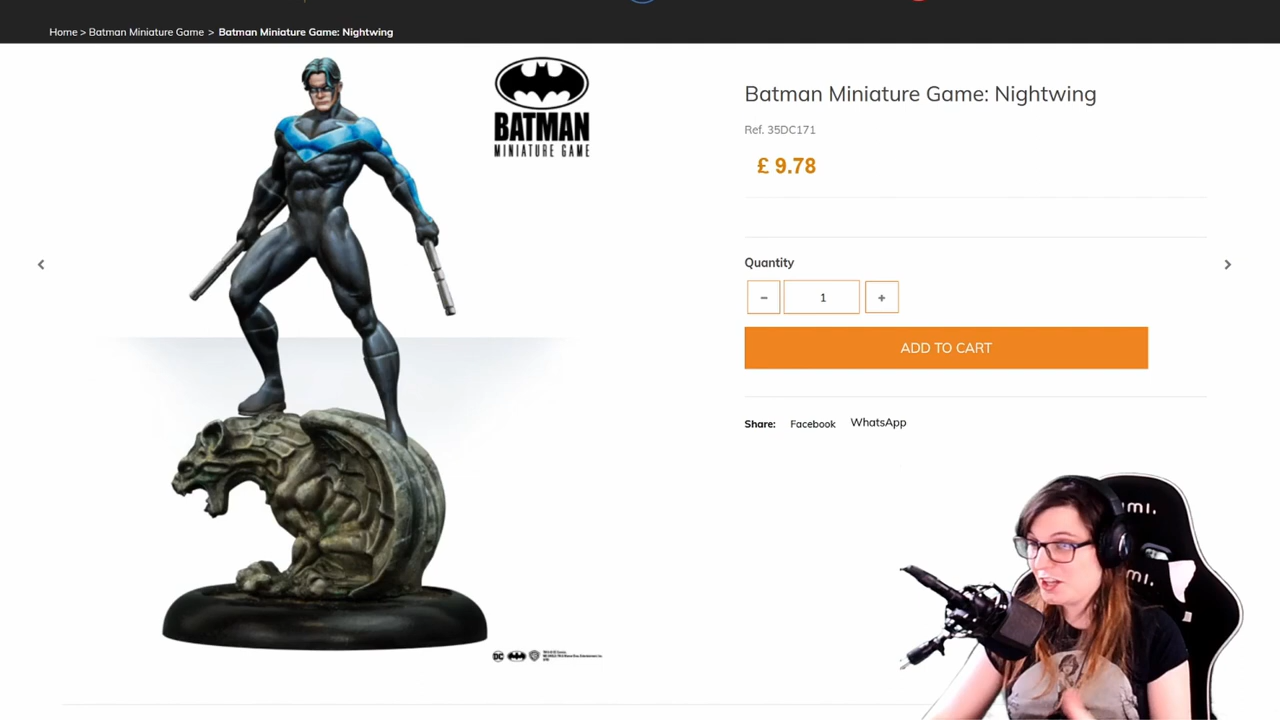 Home > Batman Miniature Game > Batman Miniature Game: Nightwing
BATMAN
MINIATURE GAME
Batman Miniature Game: Nightwing
Ref. 35DC171
£ 9.78
Quantity
- 1 +
ADD TO CART
Share: Facebook WhatsApp
DC